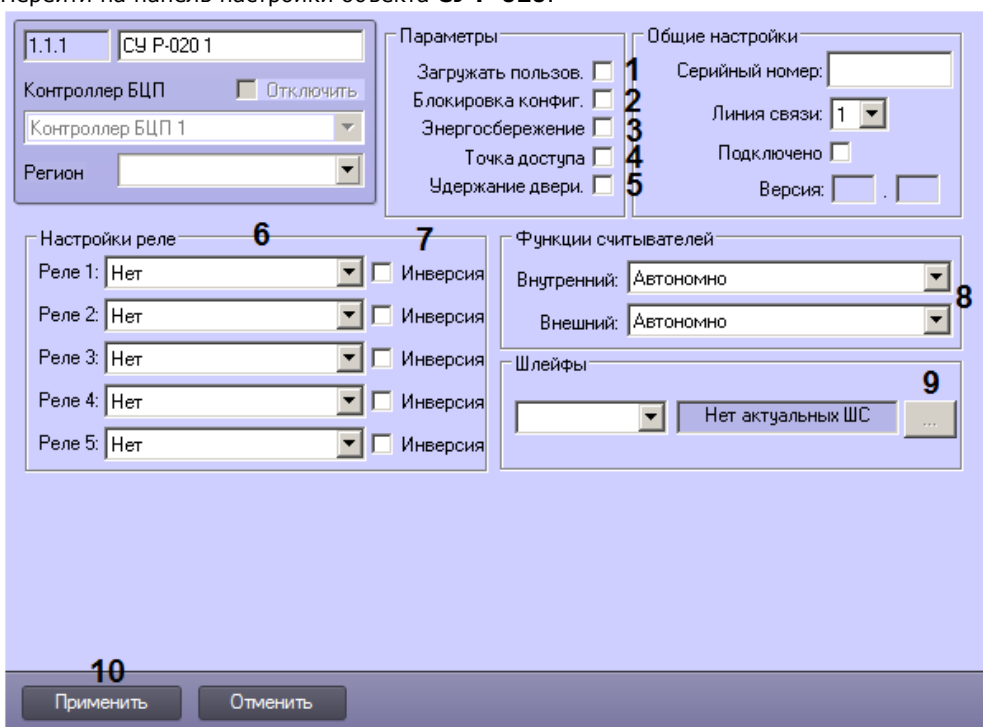 Перейти на панель настройки объекта СУ Р-020.
1.1.1 СУ Р-020 1
Контроллер БЦП Отключить
Контроллер БЦП 1
Регион
Параметры
Загружать пользов. 1
Блокировка конфиг. 2
Энергосбережение 3
Точка доступа 4
Удержание двери. 5
Общие настройки
Серийный номер:
Линия связи: 1
Подключено
Версия: .
Настройки реле 6 7
Реле 1: Нет Инверсия
Реле 2: Нет Инверсия
Реле 3: Нет Инверсия
Реле 4: Нет Инверсия
Реле 5: Нет Инверсия
Функции считывателей
Внутренний: Автономно
8
Внешний: Автономно
Шлейфы
9
Нет актуальных ШС ...
10
Применить Отменить